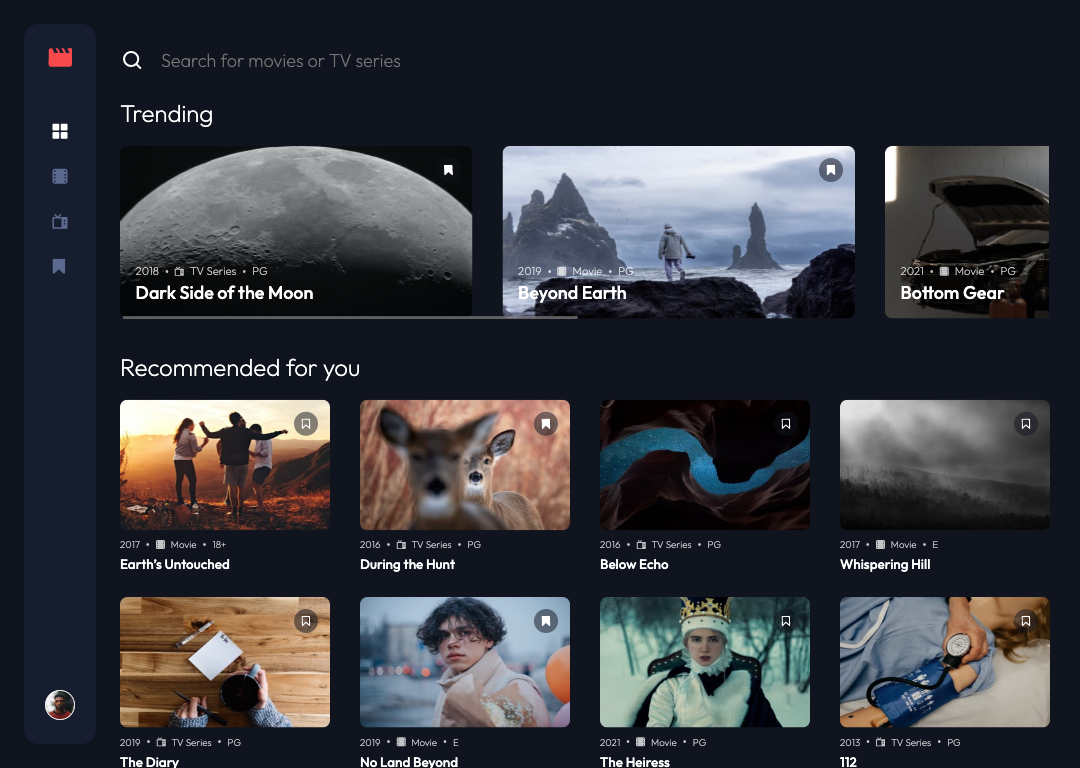 Search for movies or TV series
Trending
2018 • TV Series • PG
Dark Side of the Moon
2019 • Movie • PG
Beyond Earth
2021 • Movie • PG
Bottom Gear
Recommended for you
2017 • Movie • 18+
Earth's Untouched
2016 • TV Series • PG
During the Hunt
2016 • TV Series • PG
Below Echo
2017 • Movie • E
Whispering Hill
2019 • TV Series • PG
The Diary
2019 • Movie • E
No Land Beyond
2021 • Movie • PG
The Heiress
2013 • TV Series • PG
112